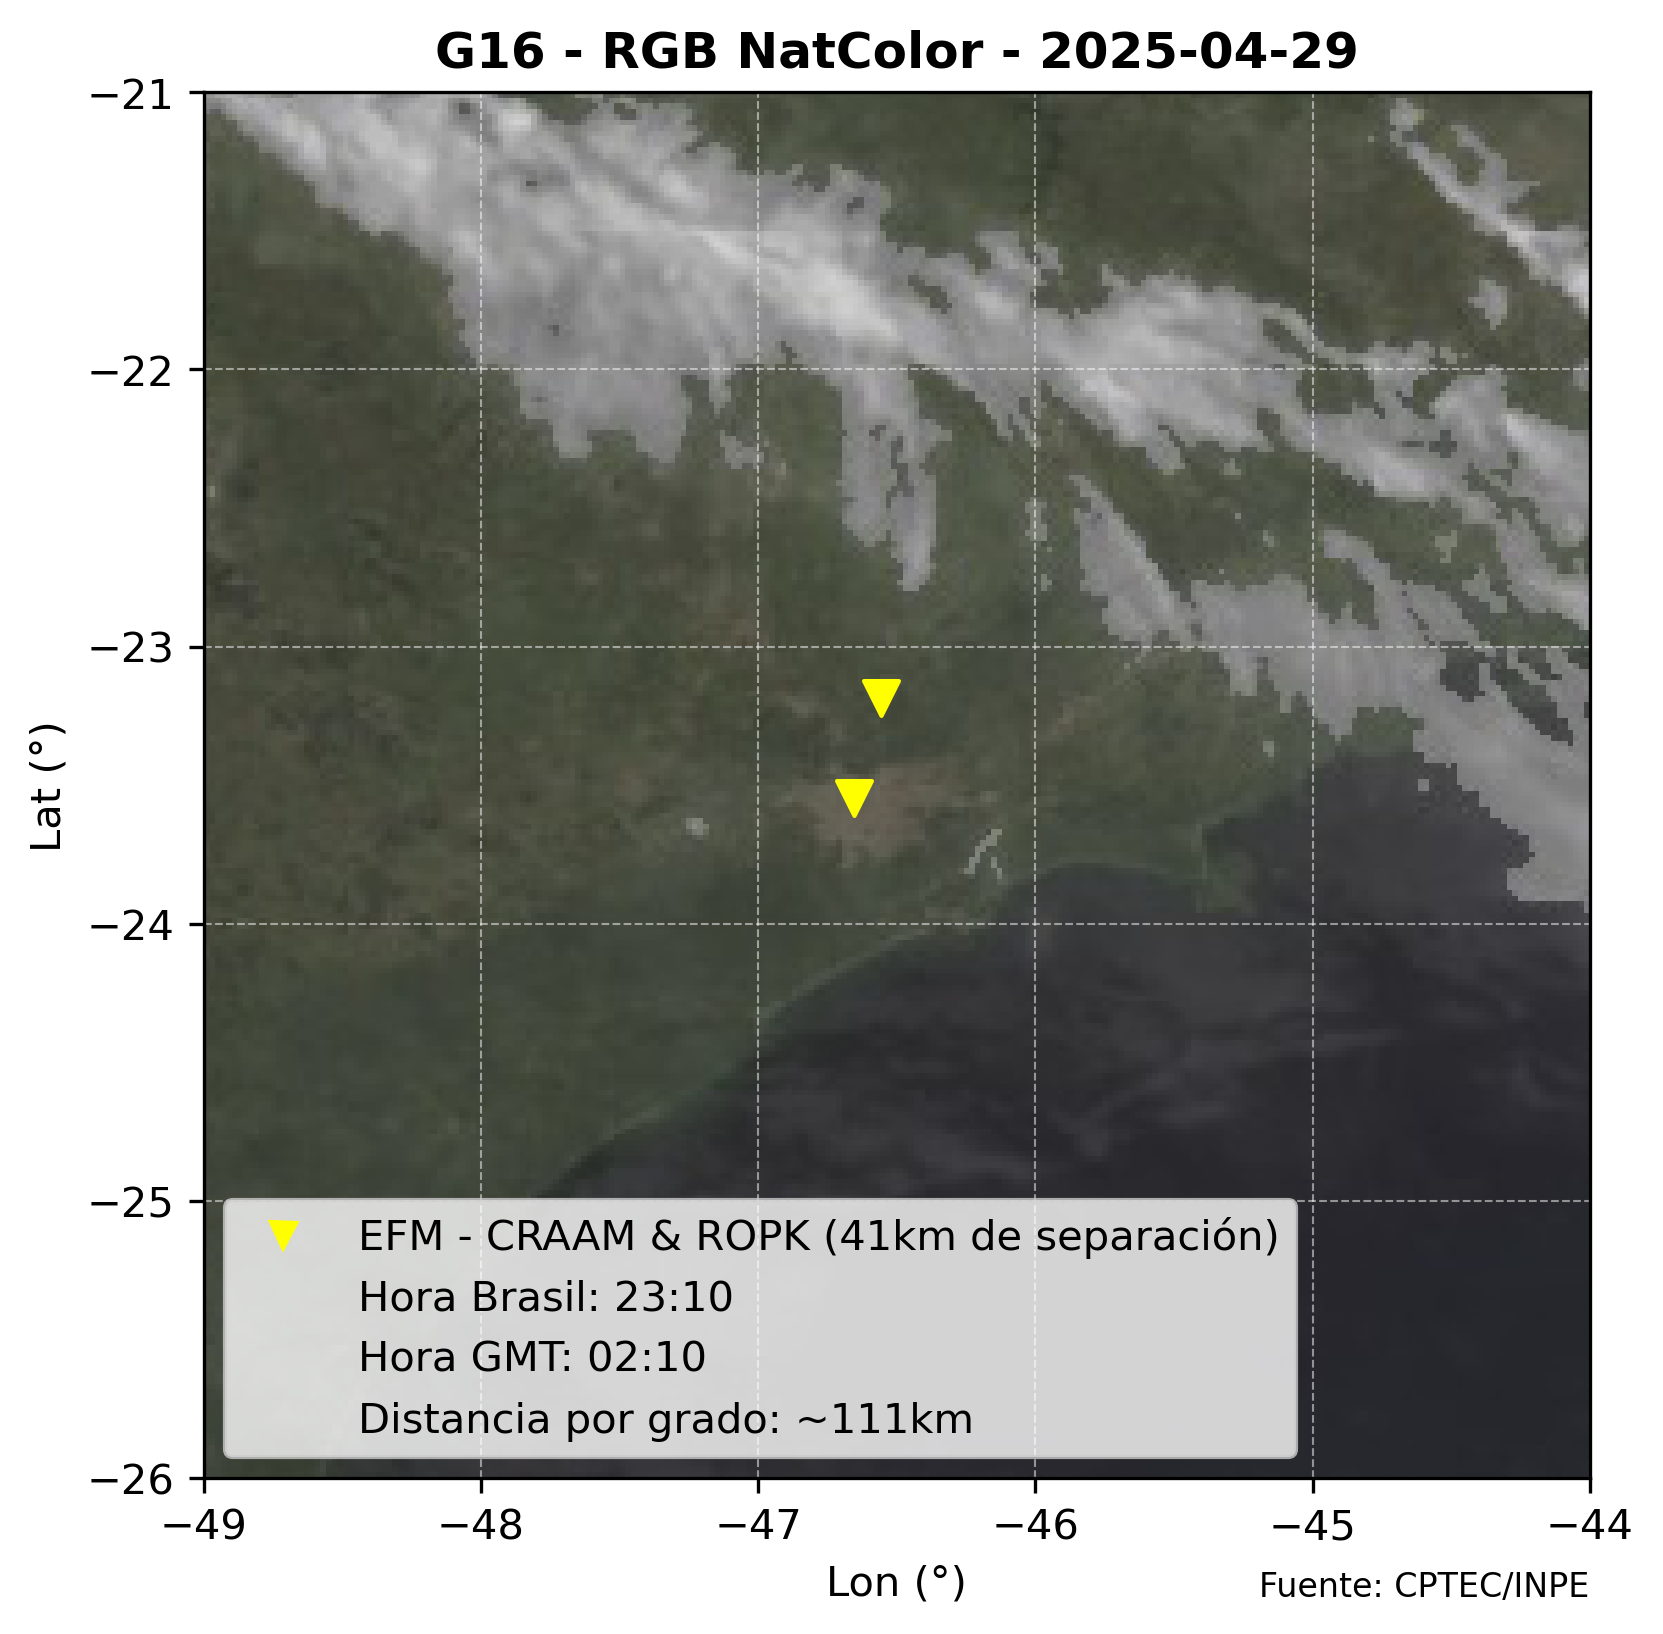 G16 - RGB NatColor - 2025-04-29
−21
−22
−23
−24
−25
−26
Lat (°)
EFM - CRAAM & ROPK (41km de separación)
Hora Brasil: 23:10
Hora GMT: 02:10
Distancia por grado: ~111km
−49 −48 −47 −46 −45 −44
Lon (°)
Fuente: CPTEC/INPE